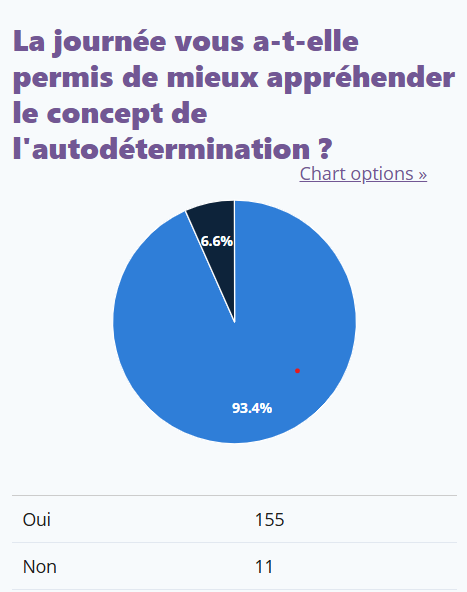 La journée vous a-t-elle
permis de mieux appréhender
le concept de
l'autodétermination ?
Chart options »
6.6%
93.4%
Oui 155
Non 11